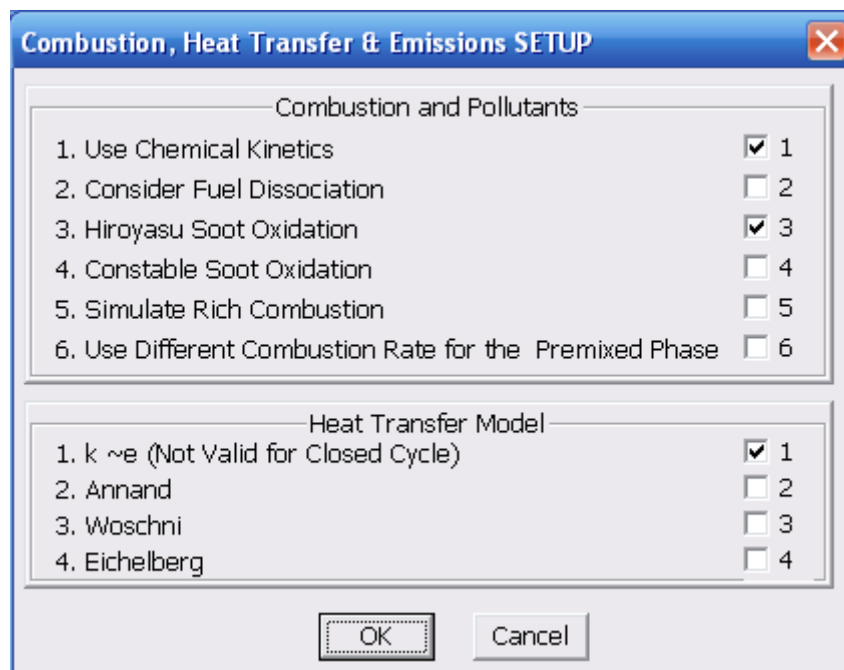 Combustion, Heat Transfer & Emissions SETUP
Combustion and Pollutants
1. Use Chemical Kinetics 1
2. Consider Fuel Dissociation 2
3. Hiroyasu Soot Oxidation 3
4. Constable Soot Oxidation 4
5. Simulate Rich Combustion 5
6. Use Different Combustion Rate for the Premixed Phase 6
Heat Transfer Model
1. k ~e (Not Valid for Closed Cycle) 1
2. Annand 2
3. Woschni 3
4. Eichelberg 4
OK Cancel